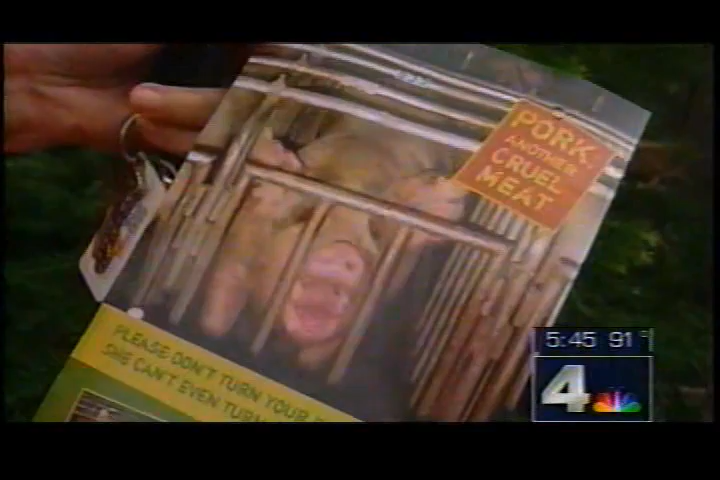 PORK
ANOTHER
CRUEL
MEAT
PLEASE DON'T TURN YOUR
SHE CAN'T EVEN TURN
5:45 91°
4